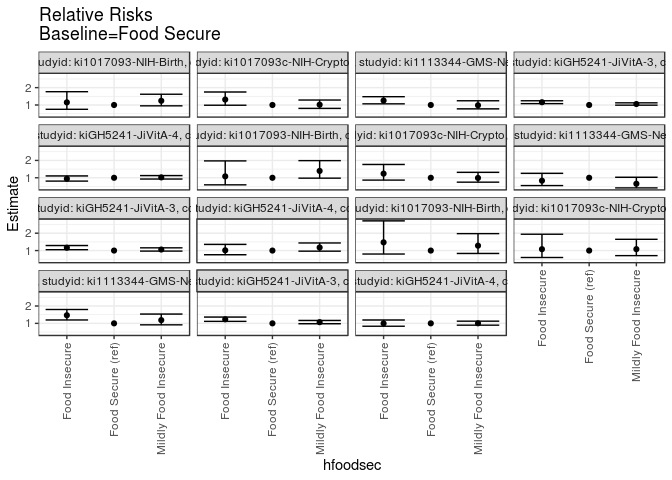 Relative Risks
Baseline=Food Secure
Estimate
udyid: ki1017093-NIH-Birth,
dyid: ki1017093c-NIH-Crypto
studyid: ki1113344-GMS-Ne
studyid: kiGH5241-JiVitA-3, c
2
1
studyid: kiGH5241-JiVitA-4, c
udyid: ki1017093-NIH-Birth, c
yid: ki1017093c-NIH-Crypto,
studyid: ki1113344-GMS-Ne
2
1
studyid: kiGH5241-JiVitA-3, c
studyid: kiGH5241-JiVitA-4, co
udyid: ki1017093-NIH-Birth,
dyid: ki1017093c-NIH-Crypto
2
1
studyid: ki1113344-GMS-Ne
studyid: kiGH5241-JiVitA-3, c
studyid: kiGH5241-JiVitA-4,
2
1
Food Insecure
Food Secure (ref)
Mildly Food Insecure
Food Insecure
Food Secure (ref)
Mildly Food Insecure
Food Insecure
Food Secure (ref)
Mildly Food Insecure
Food Insecure
Food Secure (ref)
Mildly Food Insecure
hfoodsec